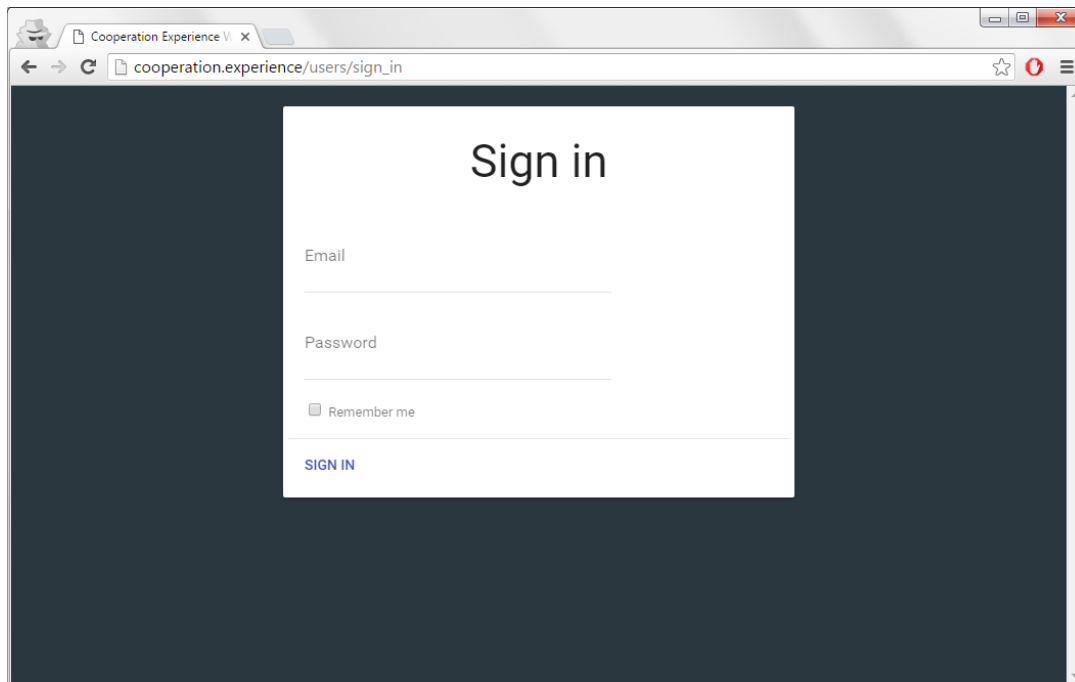 Cooperation Experience W
cooperation.experience/users/sign_in
Sign in
Email
Password
Remember me
SIGN IN